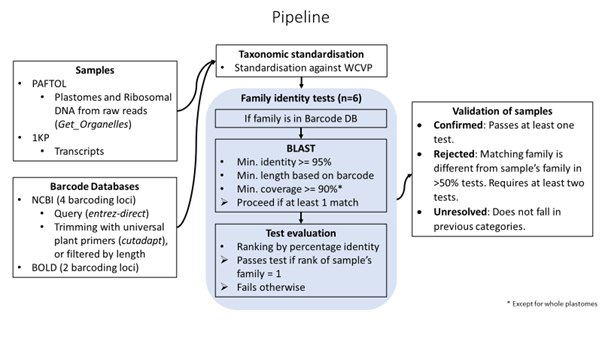 Pipeline
Samples
• PAFTOL
• Plastomes and Ribosomal
DNA from raw reads
(Get_Organelles)
• 1KP
• Transcripts
Barcode Databases
• NCBI (4 barcoding loci)
• Query (entrez-direct)
• Trimming with universal
plant primers (cutadapt),
or filtered by length
• BOLD (2 barcoding loci)
Taxonomic standardisation
• Standardisation against WCVP
Family identity tests (n=6)
If family is in Barcode DB
BLAST
• Min. identity >= 95%
• Min. length based on barcode
• Min. coverage >= 90%*
➢ Proceed if at least 1 match
Test evaluation
• Ranking by percentage identity
➢ Passes test if rank of sample's
family = 1
➢ Fails otherwise
Validation of samples
• Confirmed: Passes at least one
test.
• Rejected: Matching family is
different from sample's family in
>50% tests. Requires at least two
tests.
• Unresolved: Does not fall in
previous categories.
* Except for whole plastomes